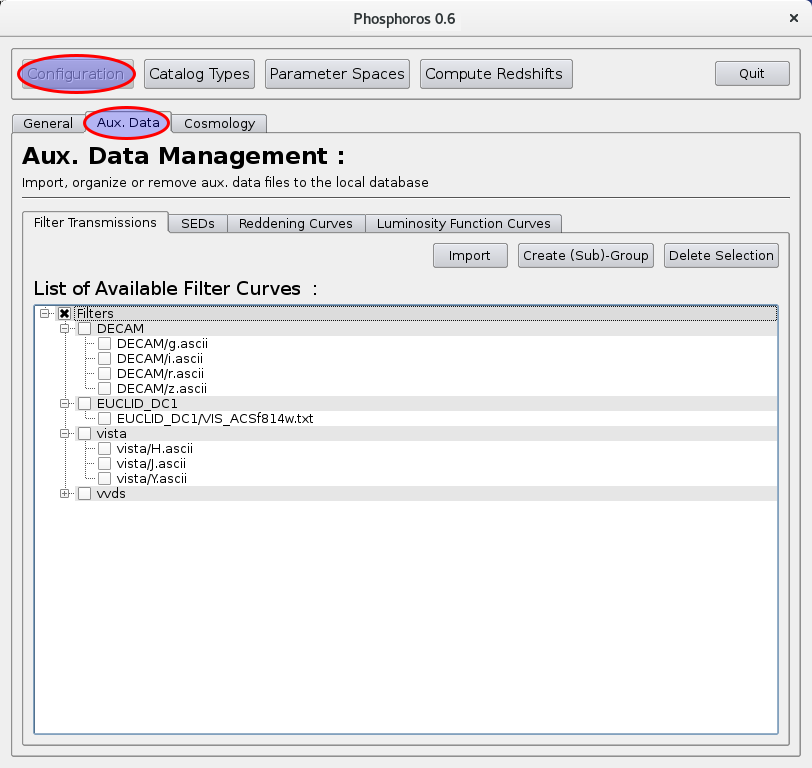 Phosphoros 0.6
Configuration Catalog Types Parameter Spaces Compute Redshifts Quit
General Aux. Data Cosmology
Aux. Data Management :
Import, organize or remove aux. data files to the local database
Filter Transmissions SEDs Reddening Curves Luminosity Function Curves
Import Create (Sub)-Group Delete Selection
List of Available Filter Curves :
Filters
DECAM
DECAM/g.ascii
DECAM/i.ascii
DECAM/r.ascii
DECAM/z.ascii
EUCLID_DC1
EUCLID_DC1/VIS_ACSf814w.txt
vista
vista/H.ascii
vista/J.ascii
vista/Y.ascii
vvds